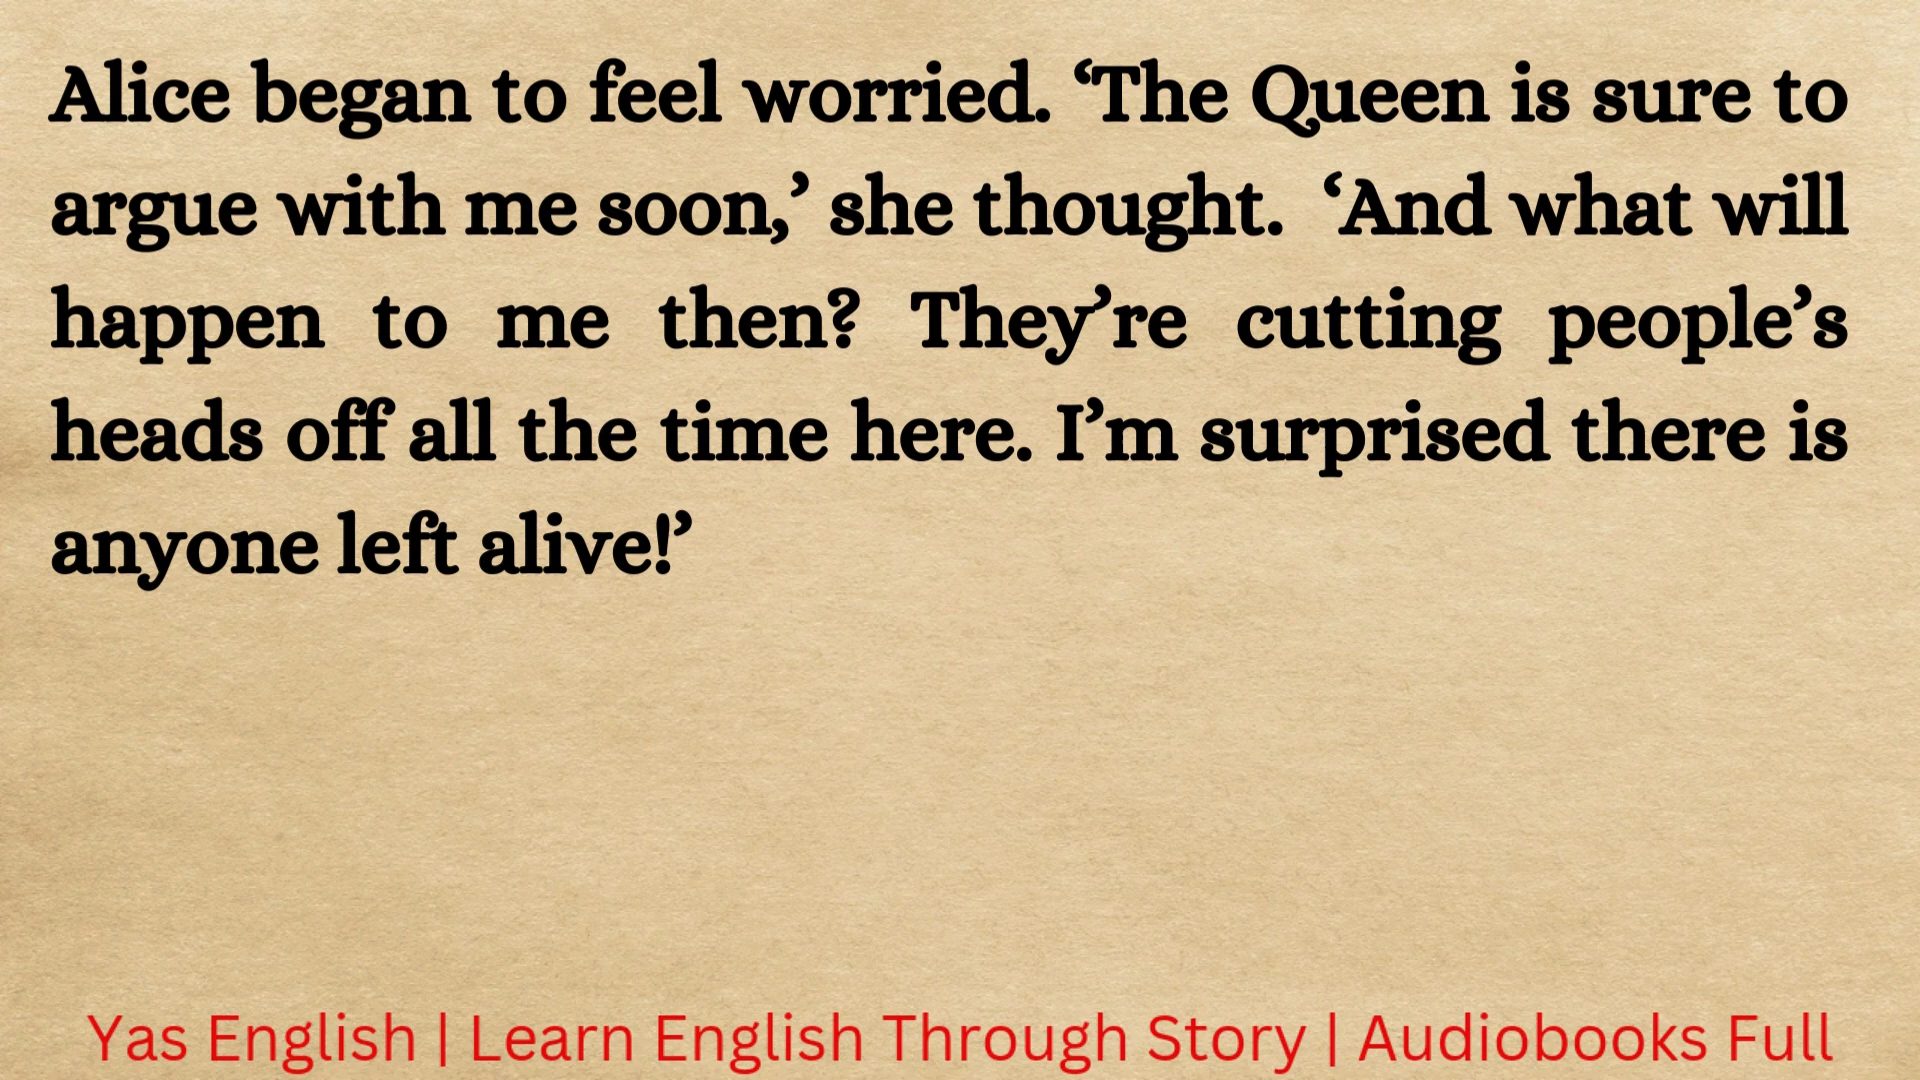 Alice began to feel worried. ‘The Queen is sure to
argue with me soon,’ she thought.  ‘And what will
happen to me then? They’re cutting people’s
heads off all the time here. I’m surprised there is
anyone left alive!’
Yas English | Learn English Through Story | Audiobooks Full